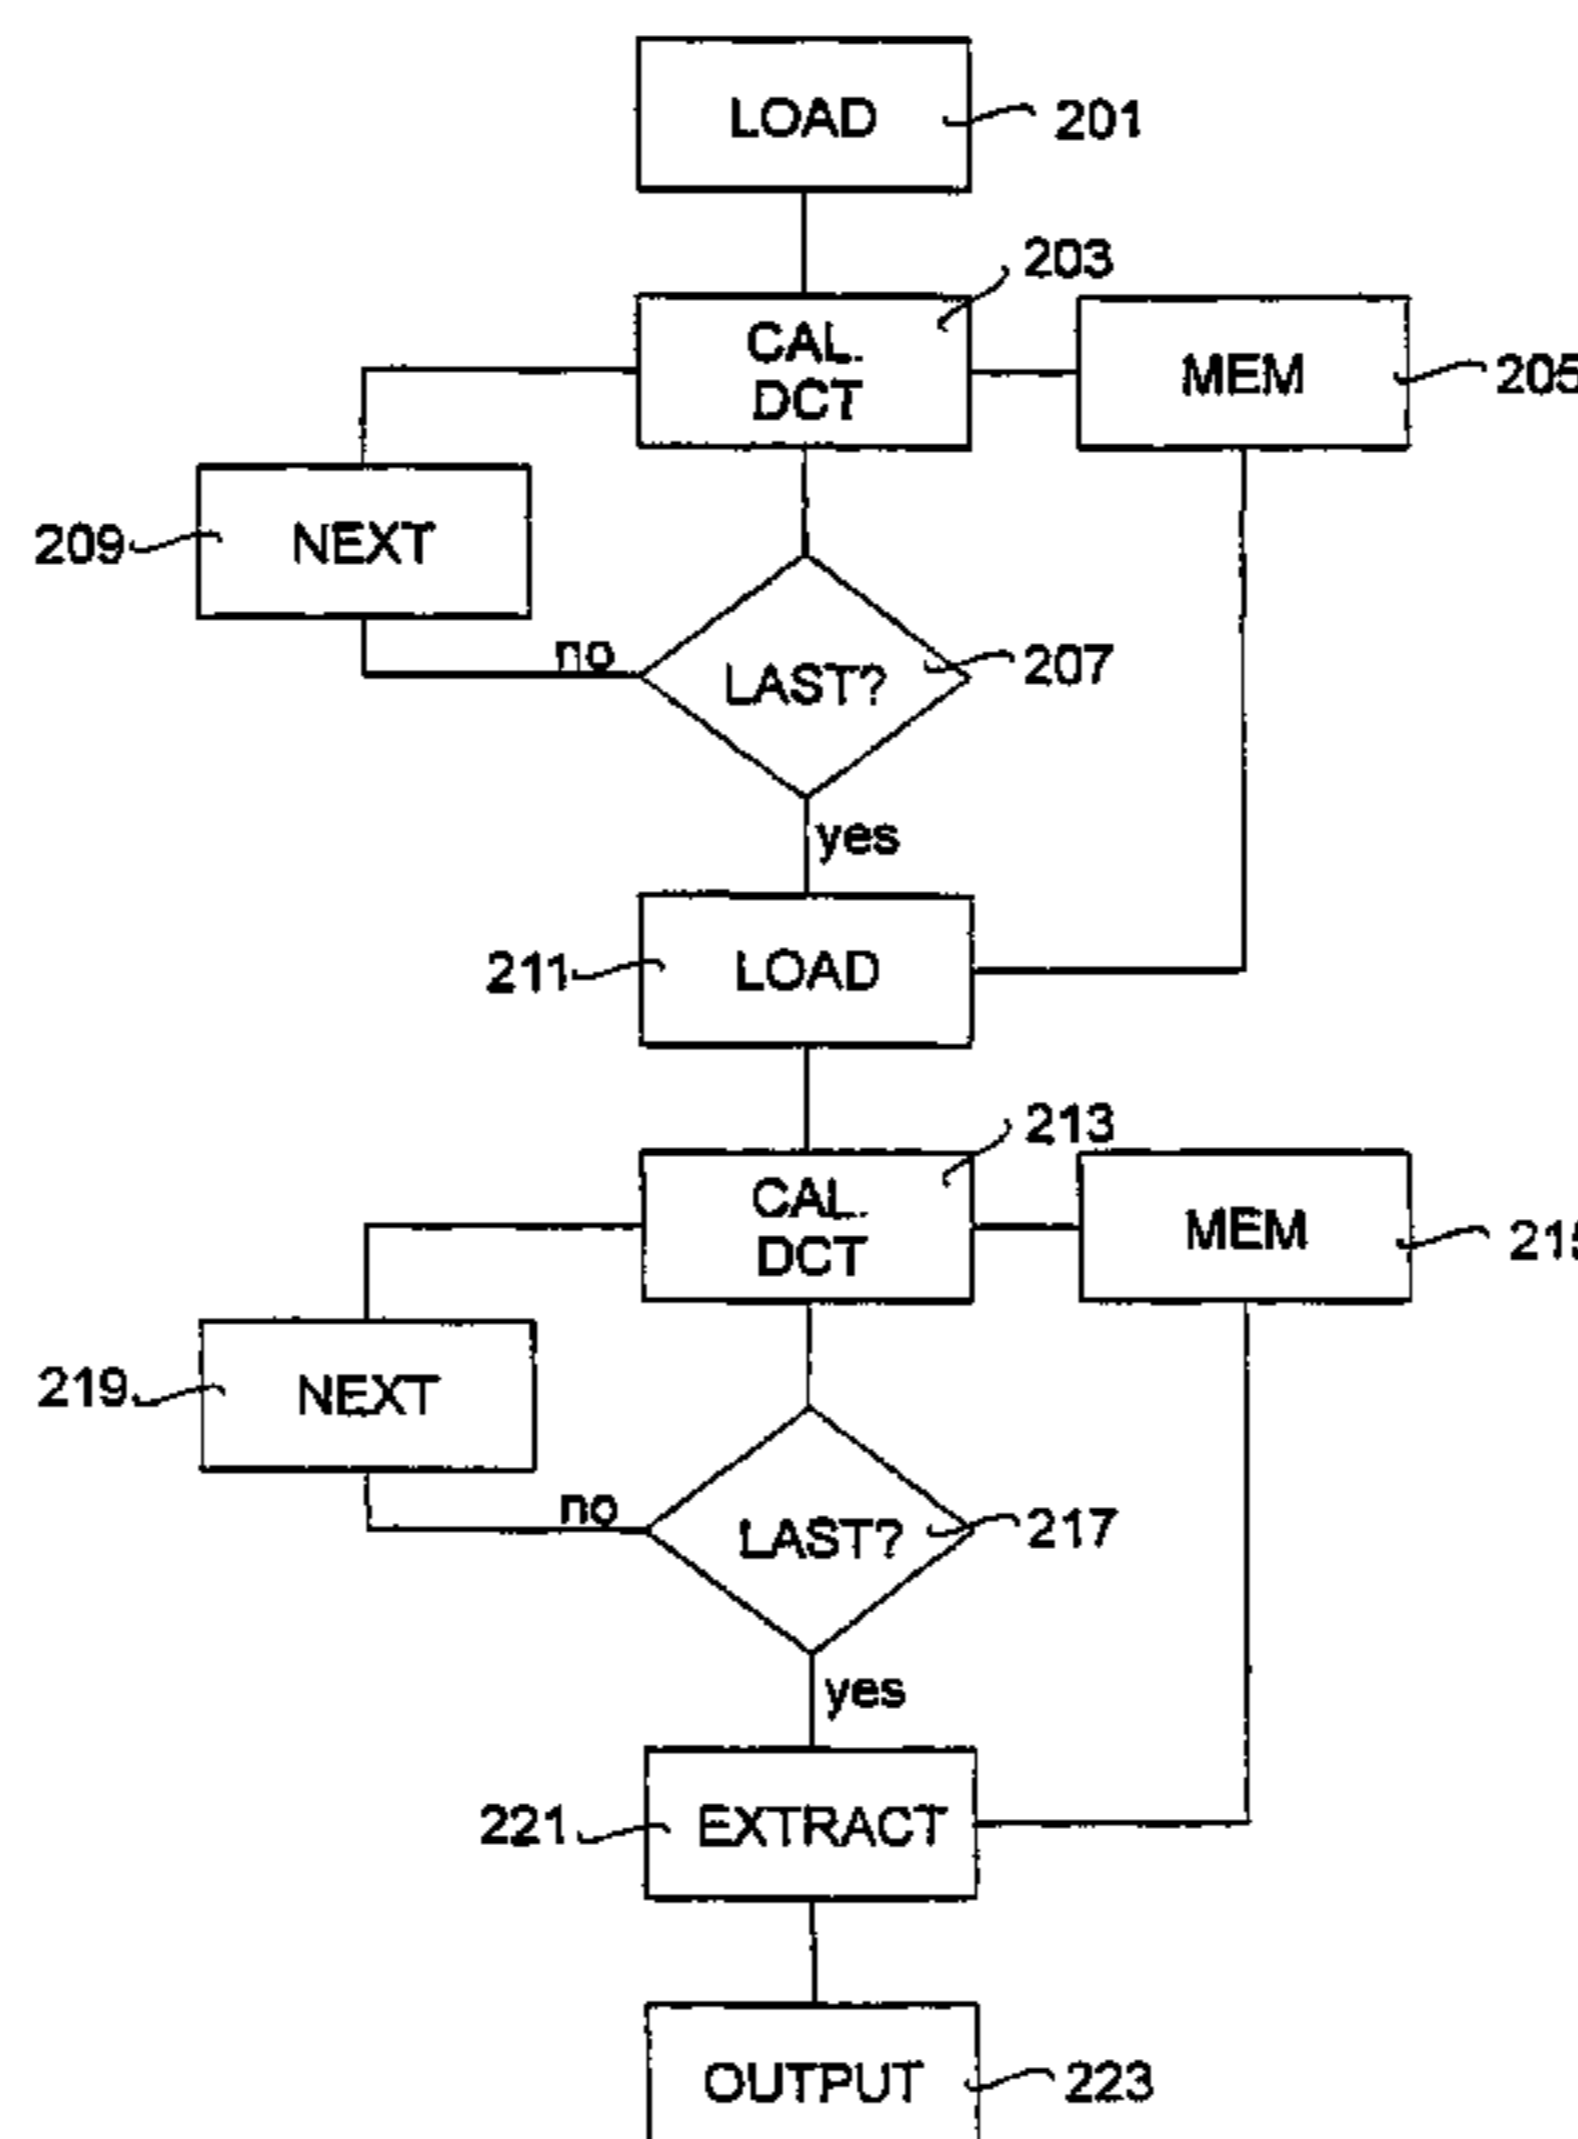 LOAD
201
203
CAL.
DCT
MEM
205
209
NEXT
no
LAST?
207
yes
211
LOAD
213
CAL.
DCT
MEM
215
219
NEXT
no
LAST?
217
yes
221
EXTRACT
OUTPUT
223